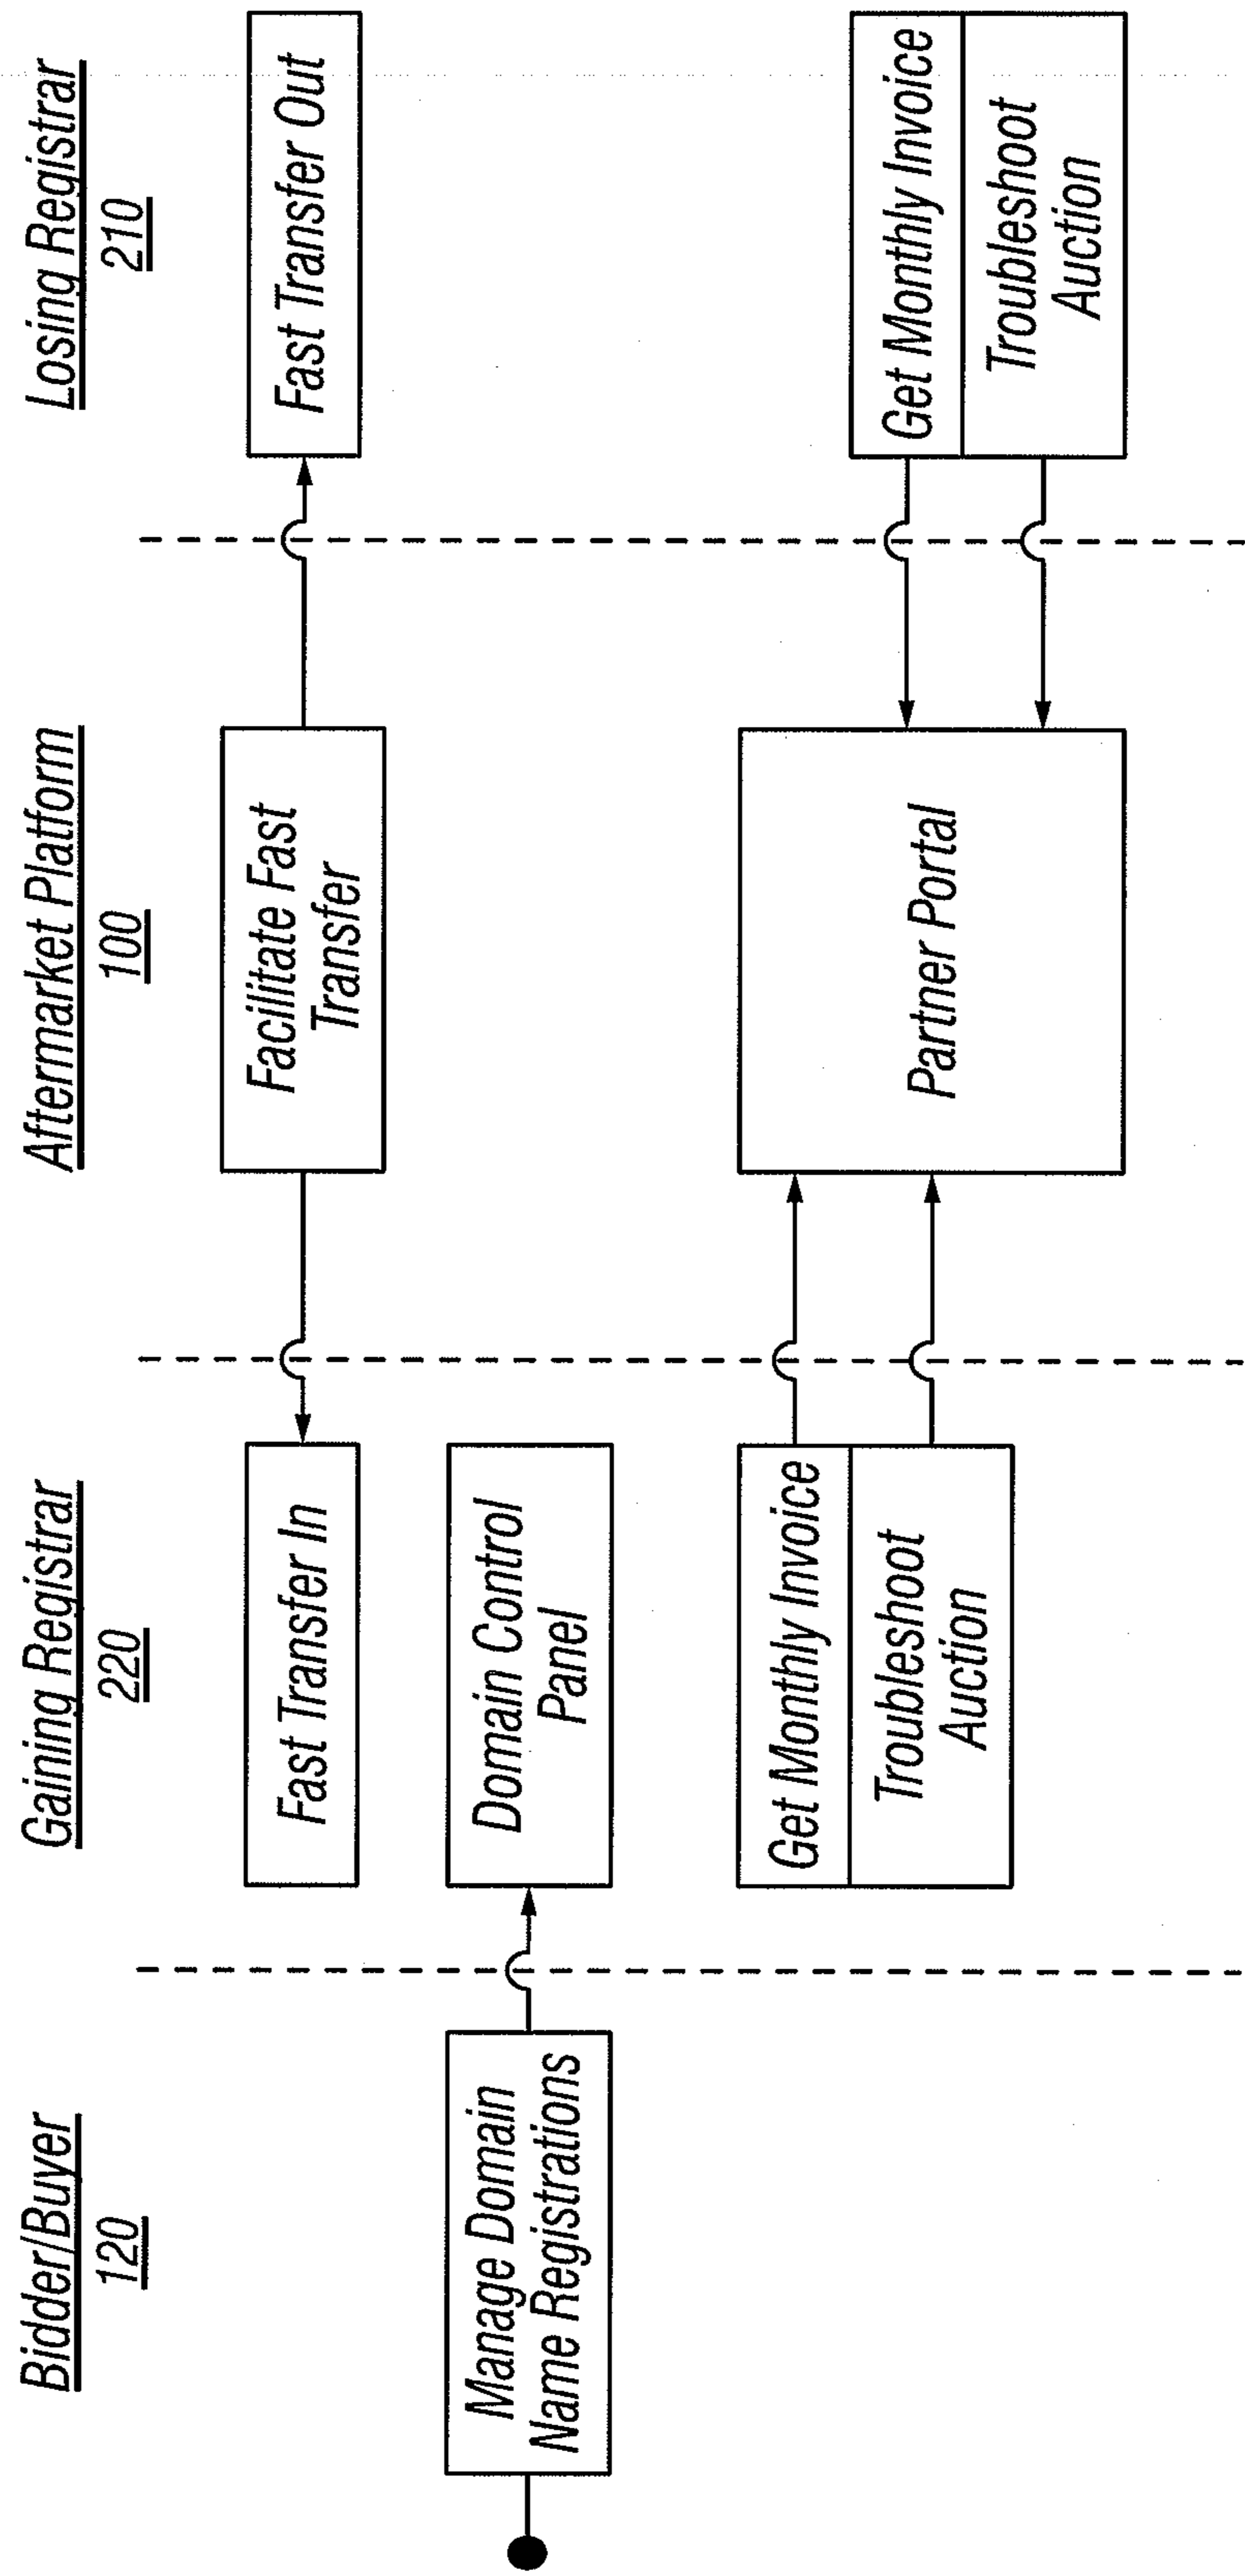 Bidder/Buyer
120
Gaining Registrar
220
Aftermarket Platform
100
Losing Registrar
210
Fast Transfer In
Facilitate Fast
Transfer
Fast Transfer Out
Manage Domain
Name Registrations
Domain Control
Panel
Get Monthly Invoice
Troubleshoot
Auction
Partner Portal
Get Monthly Invoice
Troubleshoot
Auction